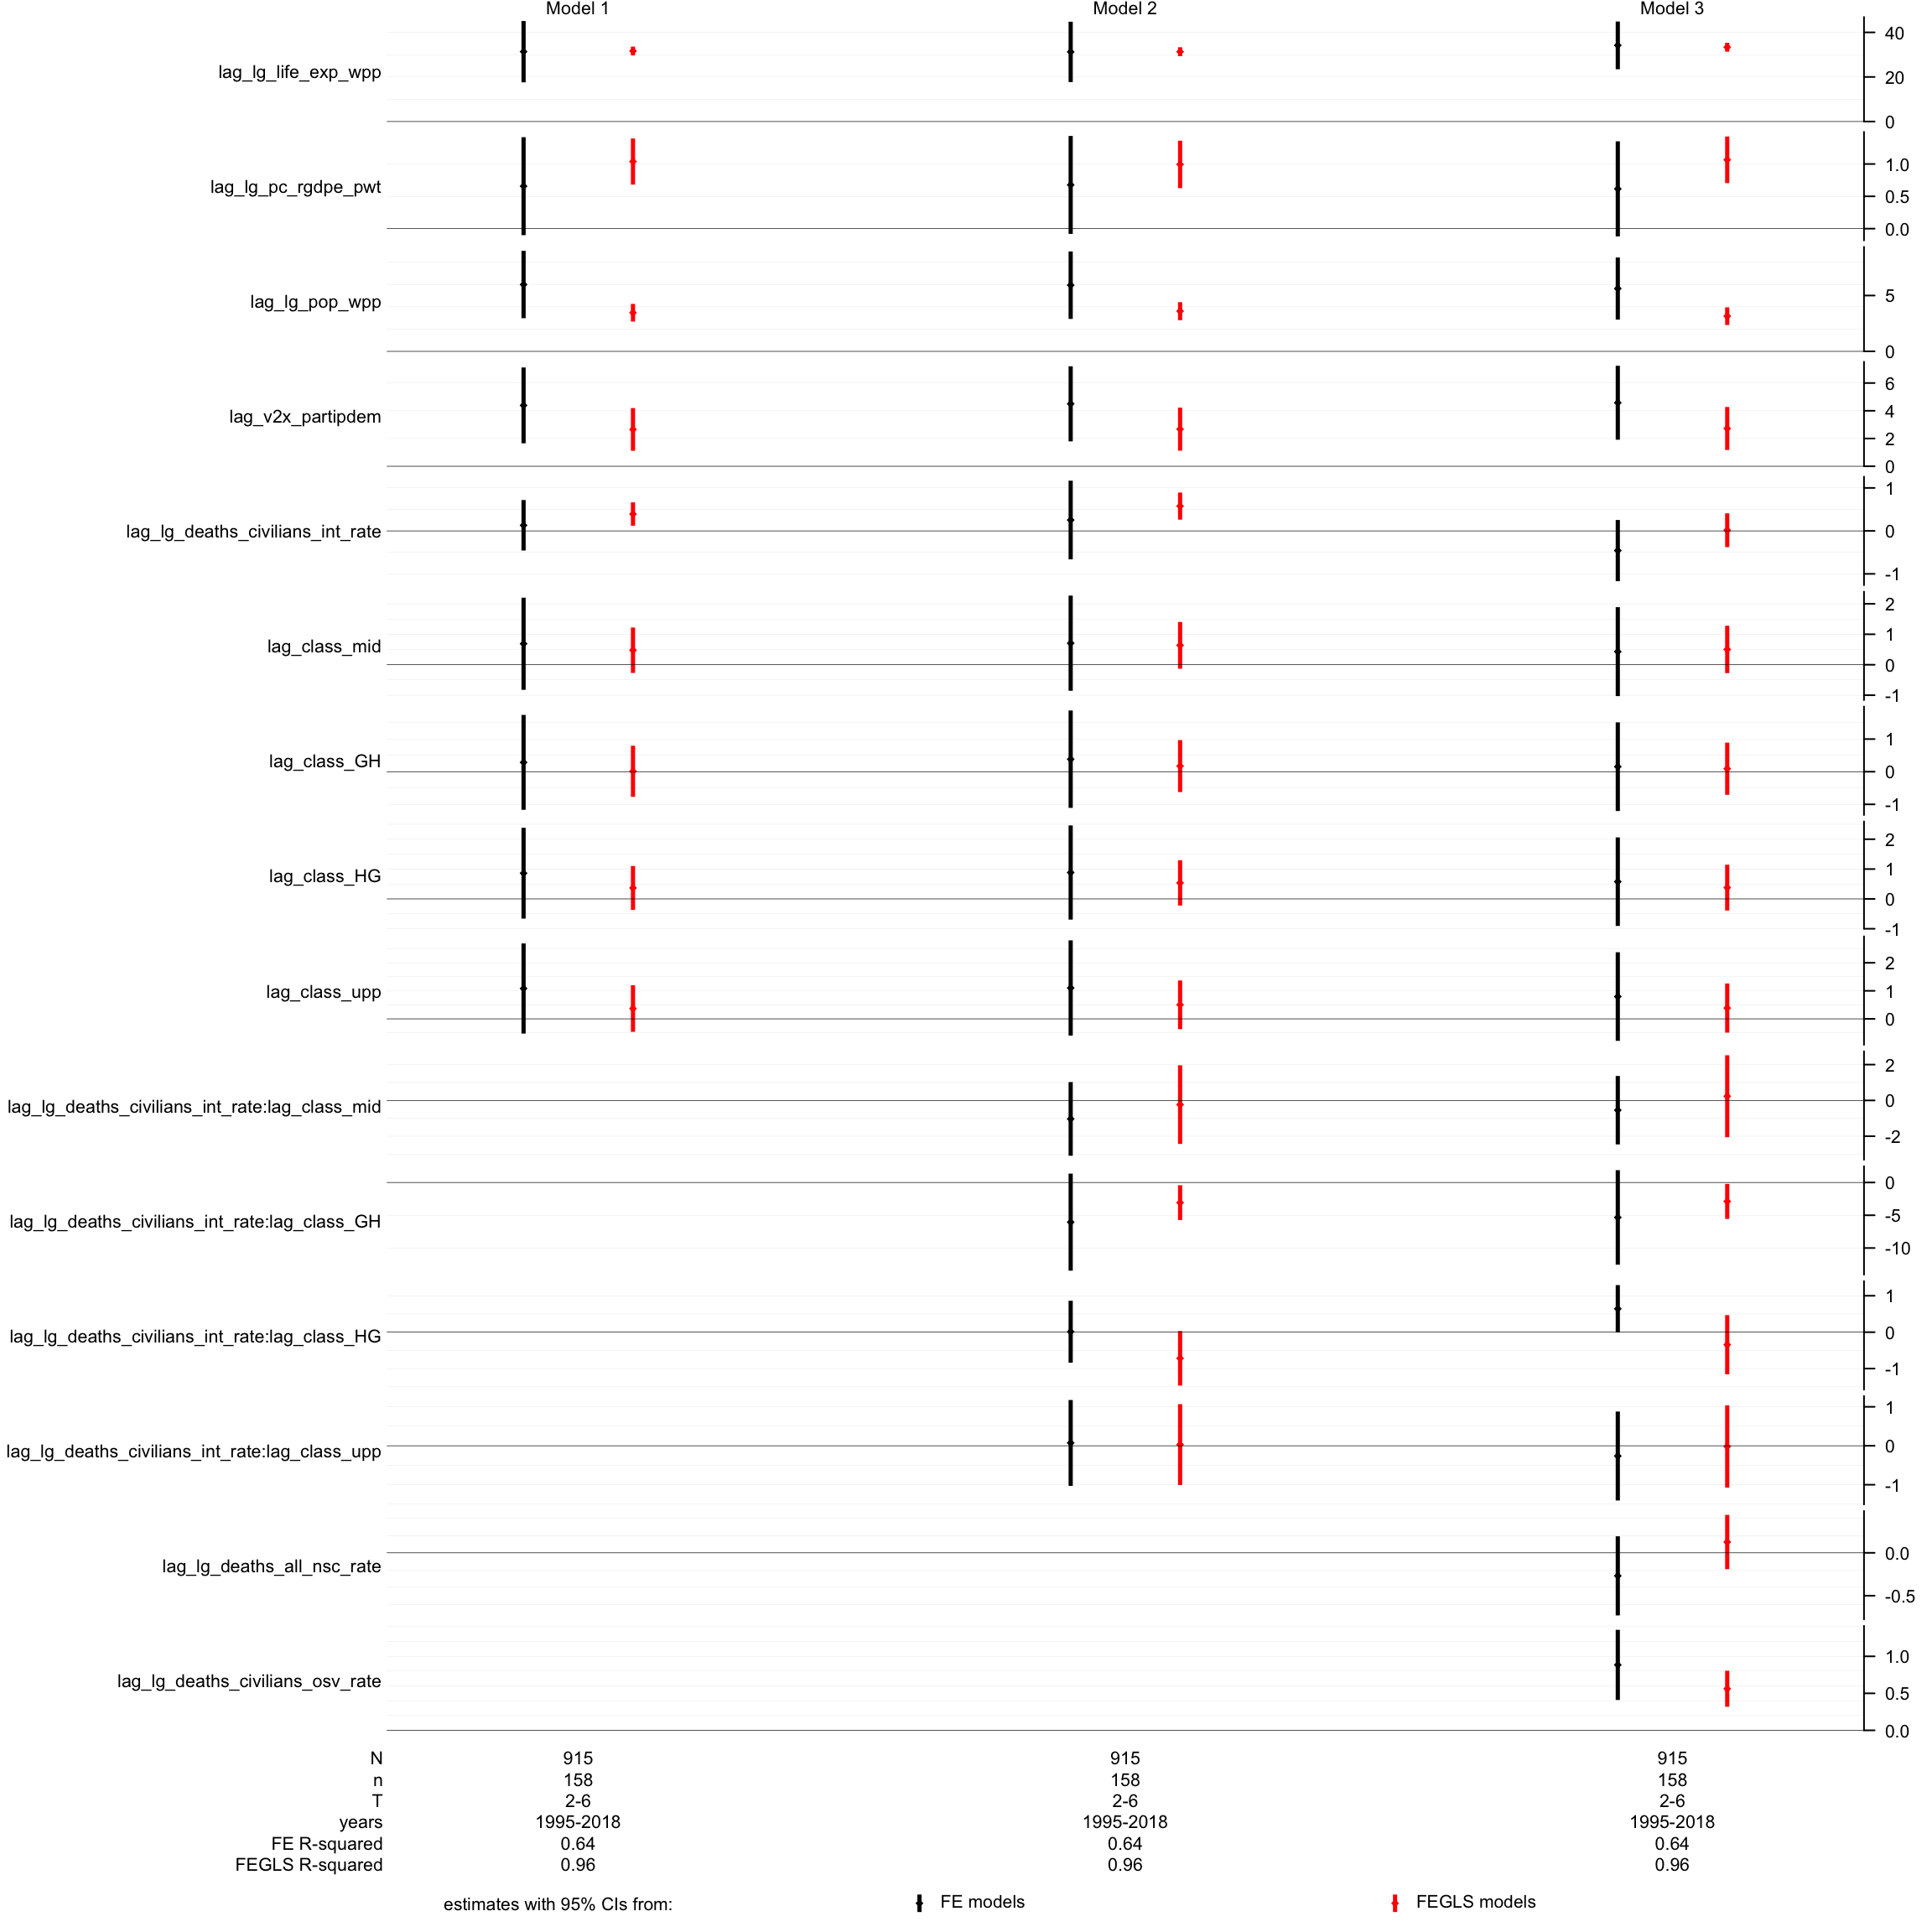 Model 1 Model 2 Model 3
lag_lg_life_exp_wpp
40
20
0
lag_lg_pc_rgdpe_pwt
1.0
0.5
0.0
lag_lg_pop_wpp
5
0
lag_v2x_partipdem
6
4
2
0
lag_lg_deaths_civilians_int_rate
1
0
-1
lag_class_mid
2
1
0
-1
lag_class_GH
1
0
-1
lag_class_HG
2
1
0
-1
lag_class_upp
2
1
0
lag_lg_deaths_civilians_int_rate:lag_class_mid
2
0
-2
lag_lg_deaths_civilians_int_rate:lag_class_GH
0
-5
-10
lag_lg_deaths_civilians_int_rate:lag_class_HG
1
0
-1
lag_lg_deaths_civilians_int_rate:lag_class_upp
1
0
-1
lag_lg_deaths_all_nsc_rate
0.0
-0.5
lag_lg_deaths_civilians_osv_rate
1.0
0.5
0.0
N 915 915 915
n 158 158 158
T 2-6 2-6 2-6
years 1995-2018 1995-2018 1995-2018
FE R-squared 0.64 0.64 0.64
FEGLS R-squared 0.96 0.96 0.96
estimates with 95% CIs from: FE models FEGLS models